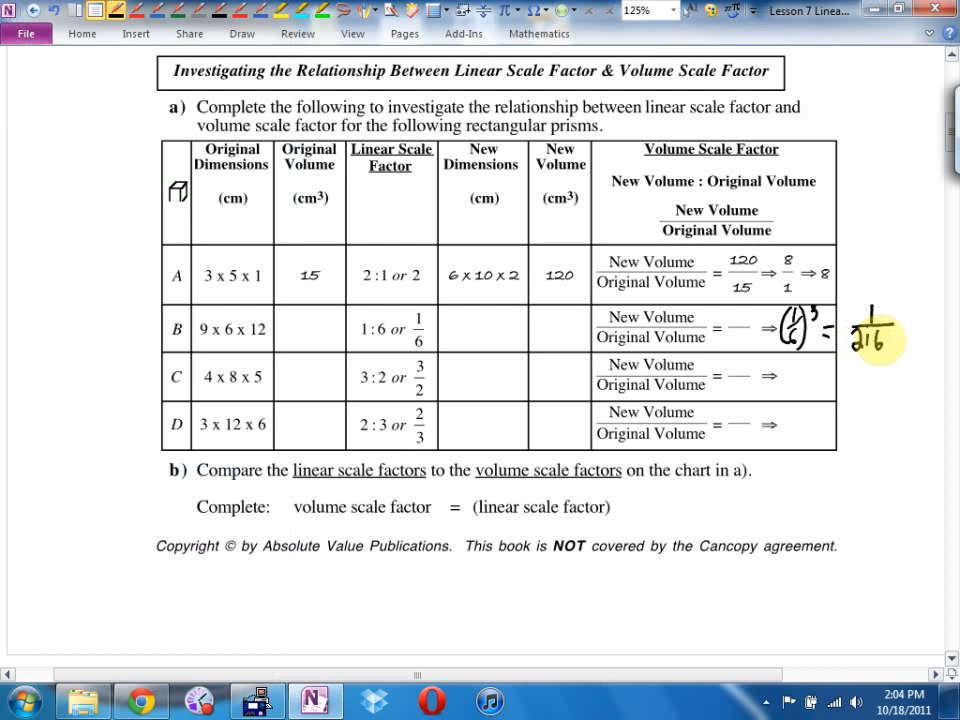 125%
Lesson 7 Linea...
File Home Insert Share Draw Review View Pages Add-Ins Mathematics
Investigating the Relationship Between Linear Scale Factor & Volume Scale Factor
a) Complete the following to investigate the relationship between linear scale factor and
volume scale factor for the following rectangular prisms.
Original Dimensions (cm)
Original Volume (cm³)
Linear Scale Factor
New Dimensions (cm)
New Volume (cm³)
Volume Scale Factor
New Volume : Original Volume
New Volume
Original Volume
A 3 x 5 x 1 15 2 : 1 or 2 6 x 10 x 2 120 New Volume / Original Volume = 120 / 15 ⇒ 8 / 1 ⇒ 8
B 9 x 6 x 12 1 : 6 or 1 / 6 New Volume / Original Volume = — ⇒ (1/6)³ = 1 / 216
C 4 x 8 x 5 3 : 2 or 3 / 2 New Volume / Original Volume = — ⇒
D 3 x 12 x 6 2 : 3 or 2 / 3 New Volume / Original Volume = — ⇒
b) Compare the linear scale factors to the volume scale factors on the chart in a).
Complete: volume scale factor = (linear scale factor)
Copyright © by Absolute Value Publications. This book is NOT covered by the Cancopy agreement.
2:04 PM
10/18/2011